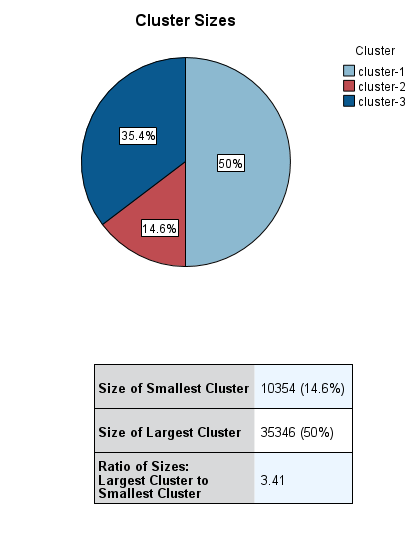 Cluster Sizes
Cluster
cluster-1
cluster-2
cluster-3
35.4%
50%
14.6%
Size of Smallest Cluster 10354 (14.6%)
Size of Largest Cluster 35346 (50%)
Ratio of Sizes:
Largest Cluster to
Smallest Cluster
3.41